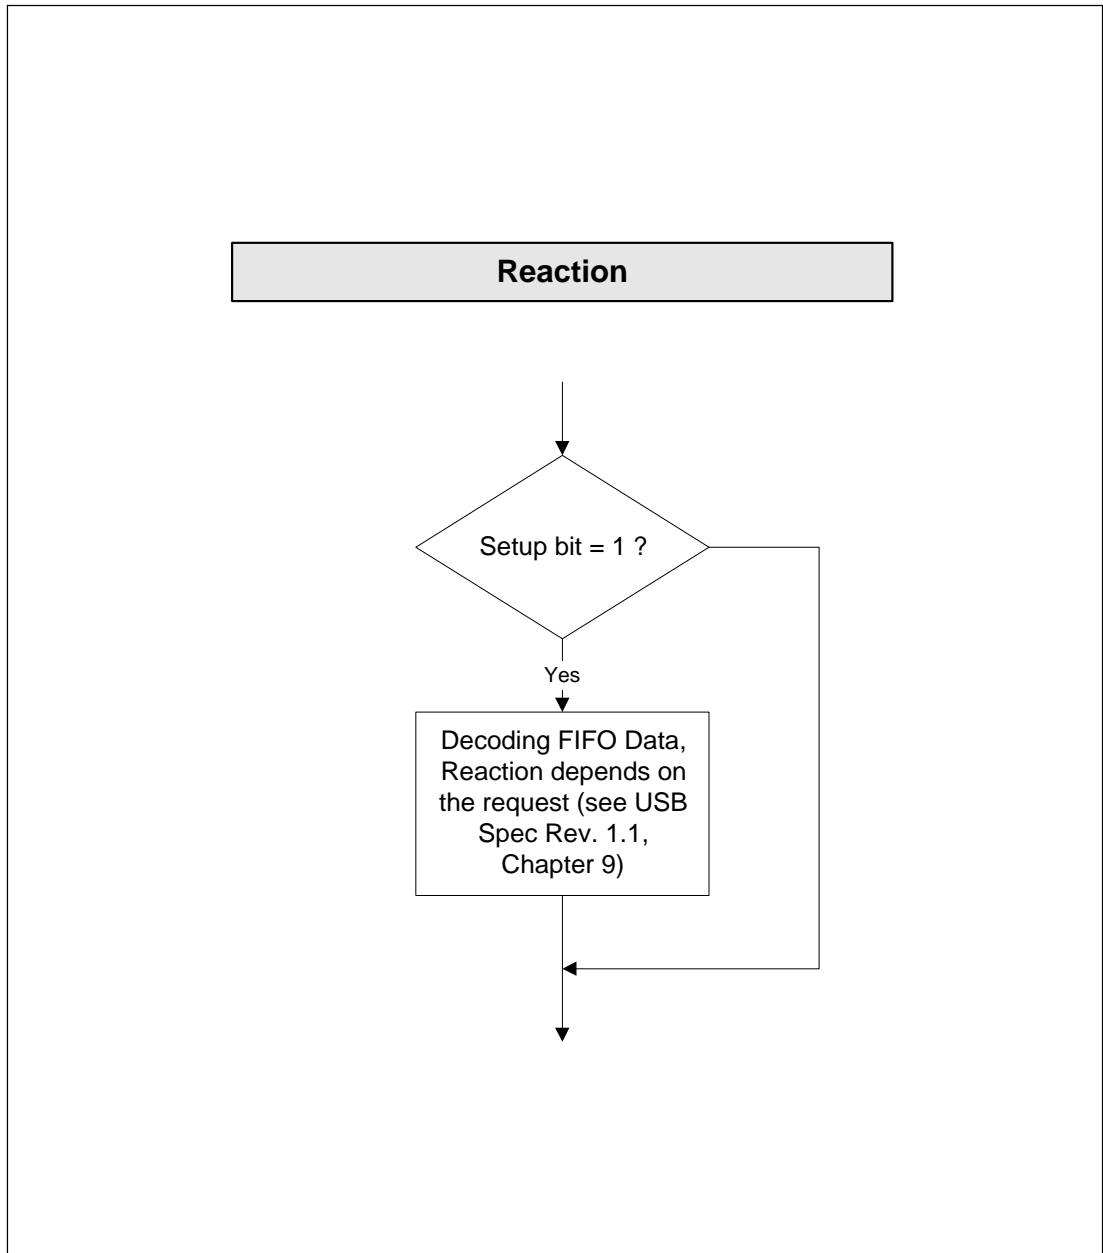 Reaction
Setup bit = 1 ?
Yes
Decoding FIFO Data,
Reaction depends on
the request (see USB
Spec Rev. 1.1,
Chapter 9)